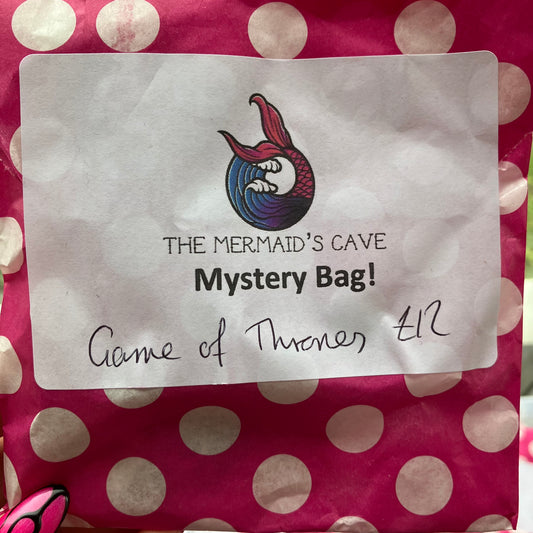 THE MERMAID'S CAVE
Mystery Bag!
Game of Thrones £12